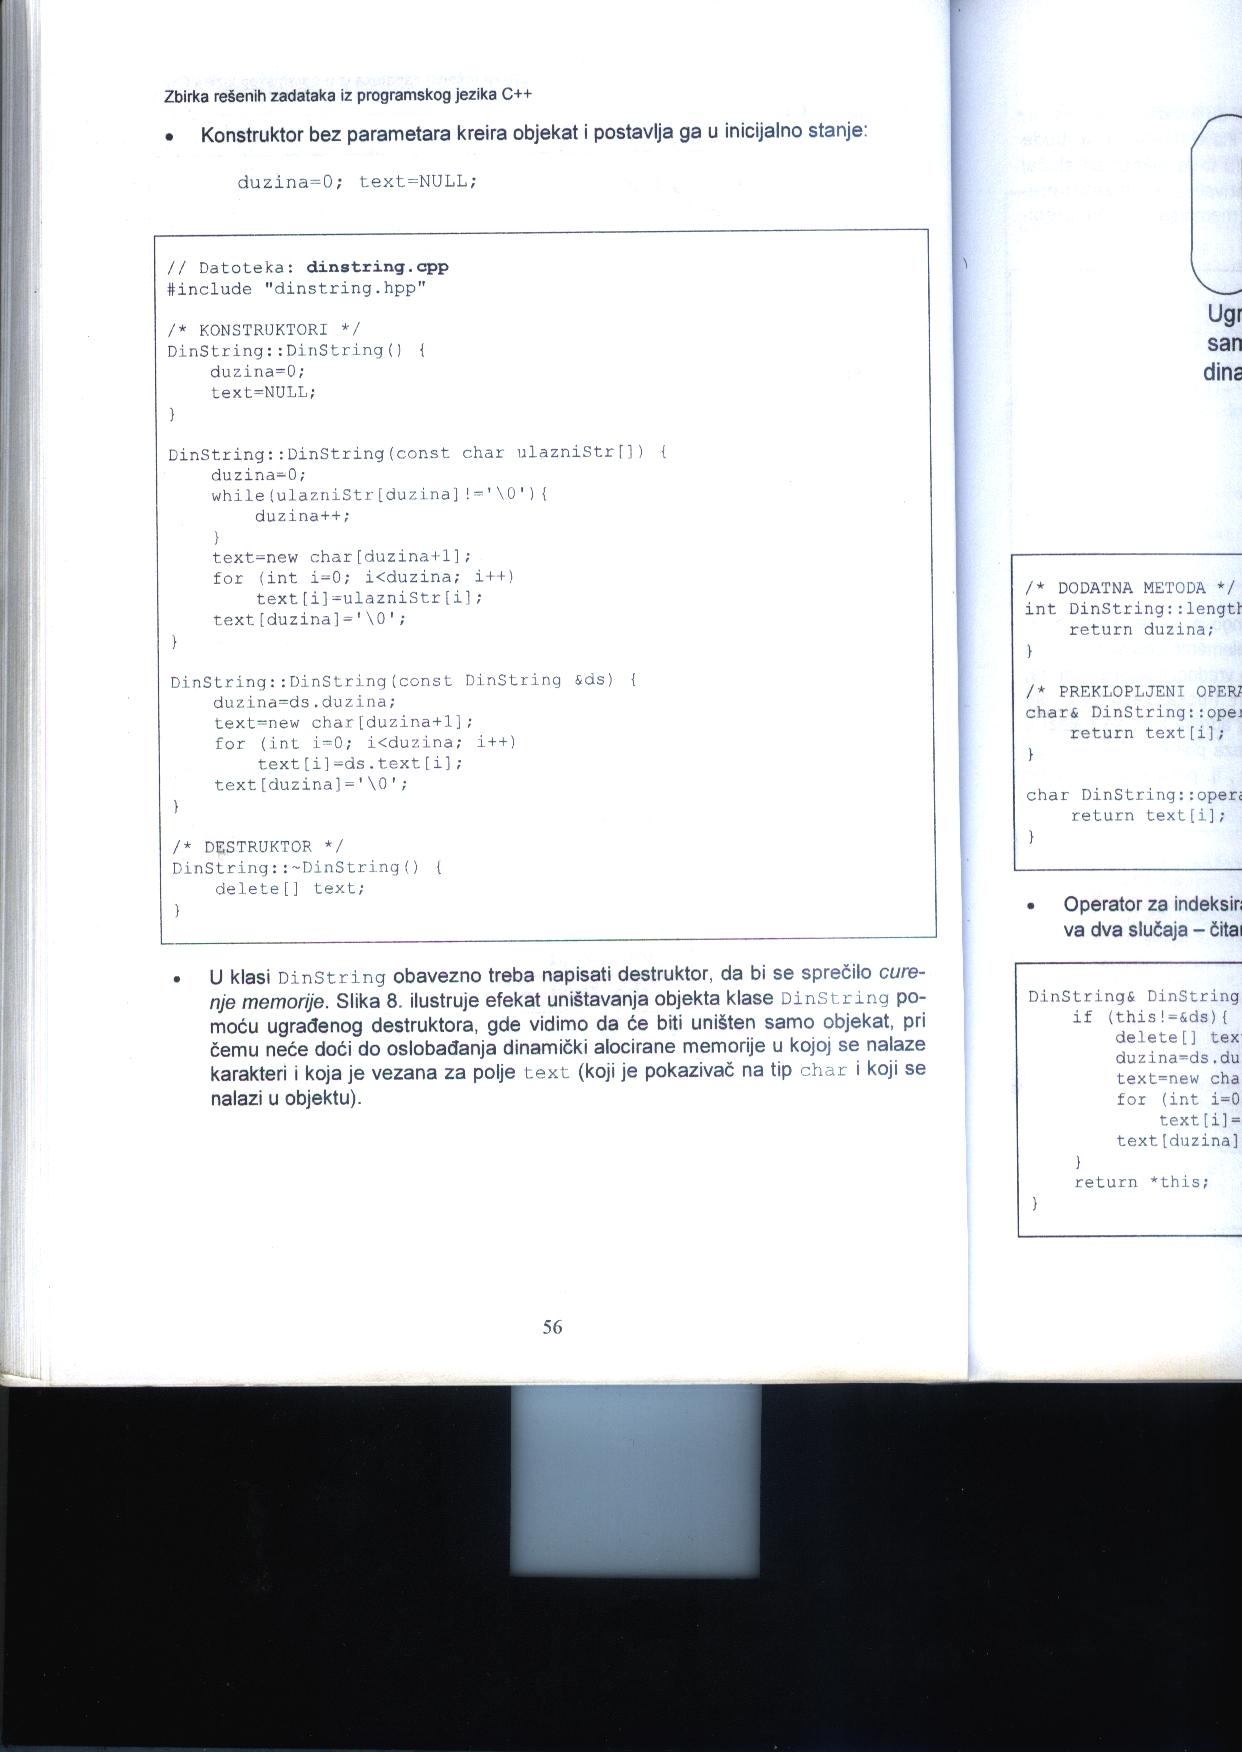 Zbirka rešenih zadataka iz programskog jezika C++
• Konstruktor bez parametara kreira objekat i postavlja ga u inicijalno stanje:
duzina=0; text=NULL;
// Datoteka: dinstring.cpp
#include "dinstring.hpp"
/* KONSTRUKTORI */
DinString::DinString() {
duzina=0;
text=NULL;
}
DinString::DinString(const char ulazniStr[]) {
duzina=0;
while(ulazniStr[duzina]!='\0'){
duzina++;
}
text=new char[duzina+1];
for (int i=0; i<duzina; i++)
text[i]=ulazniStr[i];
text[duzina]='\0';
}
DinString::DinString(const DinString &ds) {
duzina=ds.duzina;
text=new char[duzina+1];
for (int i=0; i<duzina; i++)
text[i]=ds.text[i];
text[duzina]='\0';
}
/* DESTRUKTOR */
DinString::~DinString() {
delete[] text;
}
• U klasi DinString obavezno treba napisati destruktor, da bi se sprečilo cure-
nje memorije. Slika 8. ilustruje efekat uništavanja objekta klase DinString po-
moću ugrađenog destruktora, gde vidimo da će biti uništen samo objekat, pri
čemu neće doći do oslobađanja dinamički alocirane memorije u kojoj se nalaze
karakteri i koja je vezana za polje text (koji je pokazivač na tip char i koji se
nalazi u objektu).
56
Ugr
sam
dina
/* DODATNA METODA */
int DinString::length
return duzina;
}
/* PREKLOPLJENI OPERA
char& DinString::oper
return text[i];
}
char DinString::opera
return text[i];
}
• Operator za indeksira
va dva slučaja – čitan
DinString& DinString
if (this!=&ds){
delete[] tex
duzina=ds.du
text=new cha
for (int i=0
text[i]=
text[duzina]
}
return *this;
}